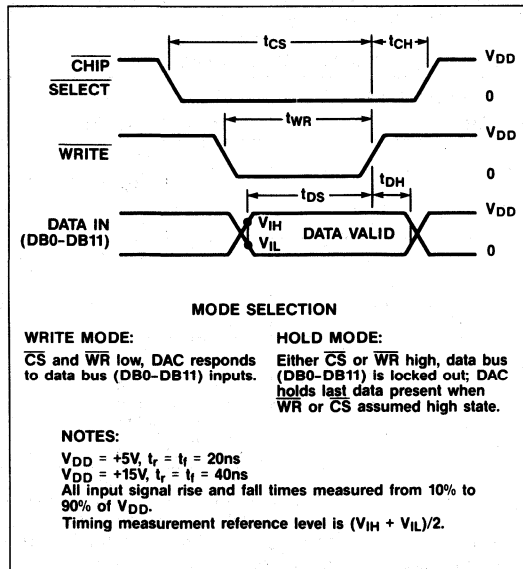 tCS
tCH
CHIP
SELECT
VDD
0
tWR
WRITE
VDD
0
tDS
tDH
DATA IN
(DB0–DB11)
VIH
VIL
DATA VALID
VDD
0
MODE SELECTION
WRITE MODE:
CS and WR low, DAC responds
to data bus (DB0–DB11) inputs.
HOLD MODE:
Either CS or WR high, data bus
(DB0–DB11) is locked out; DAC
holds last data present when
WR or CS assumed high state.
NOTES:
VDD = +5V, tr = tf = 20ns
VDD = +15V, tr = tf = 40ns
All input signal rise and fall times measured from 10% to
90% of VDD.
Timing measurement reference level is (VIH + VIL)/2.